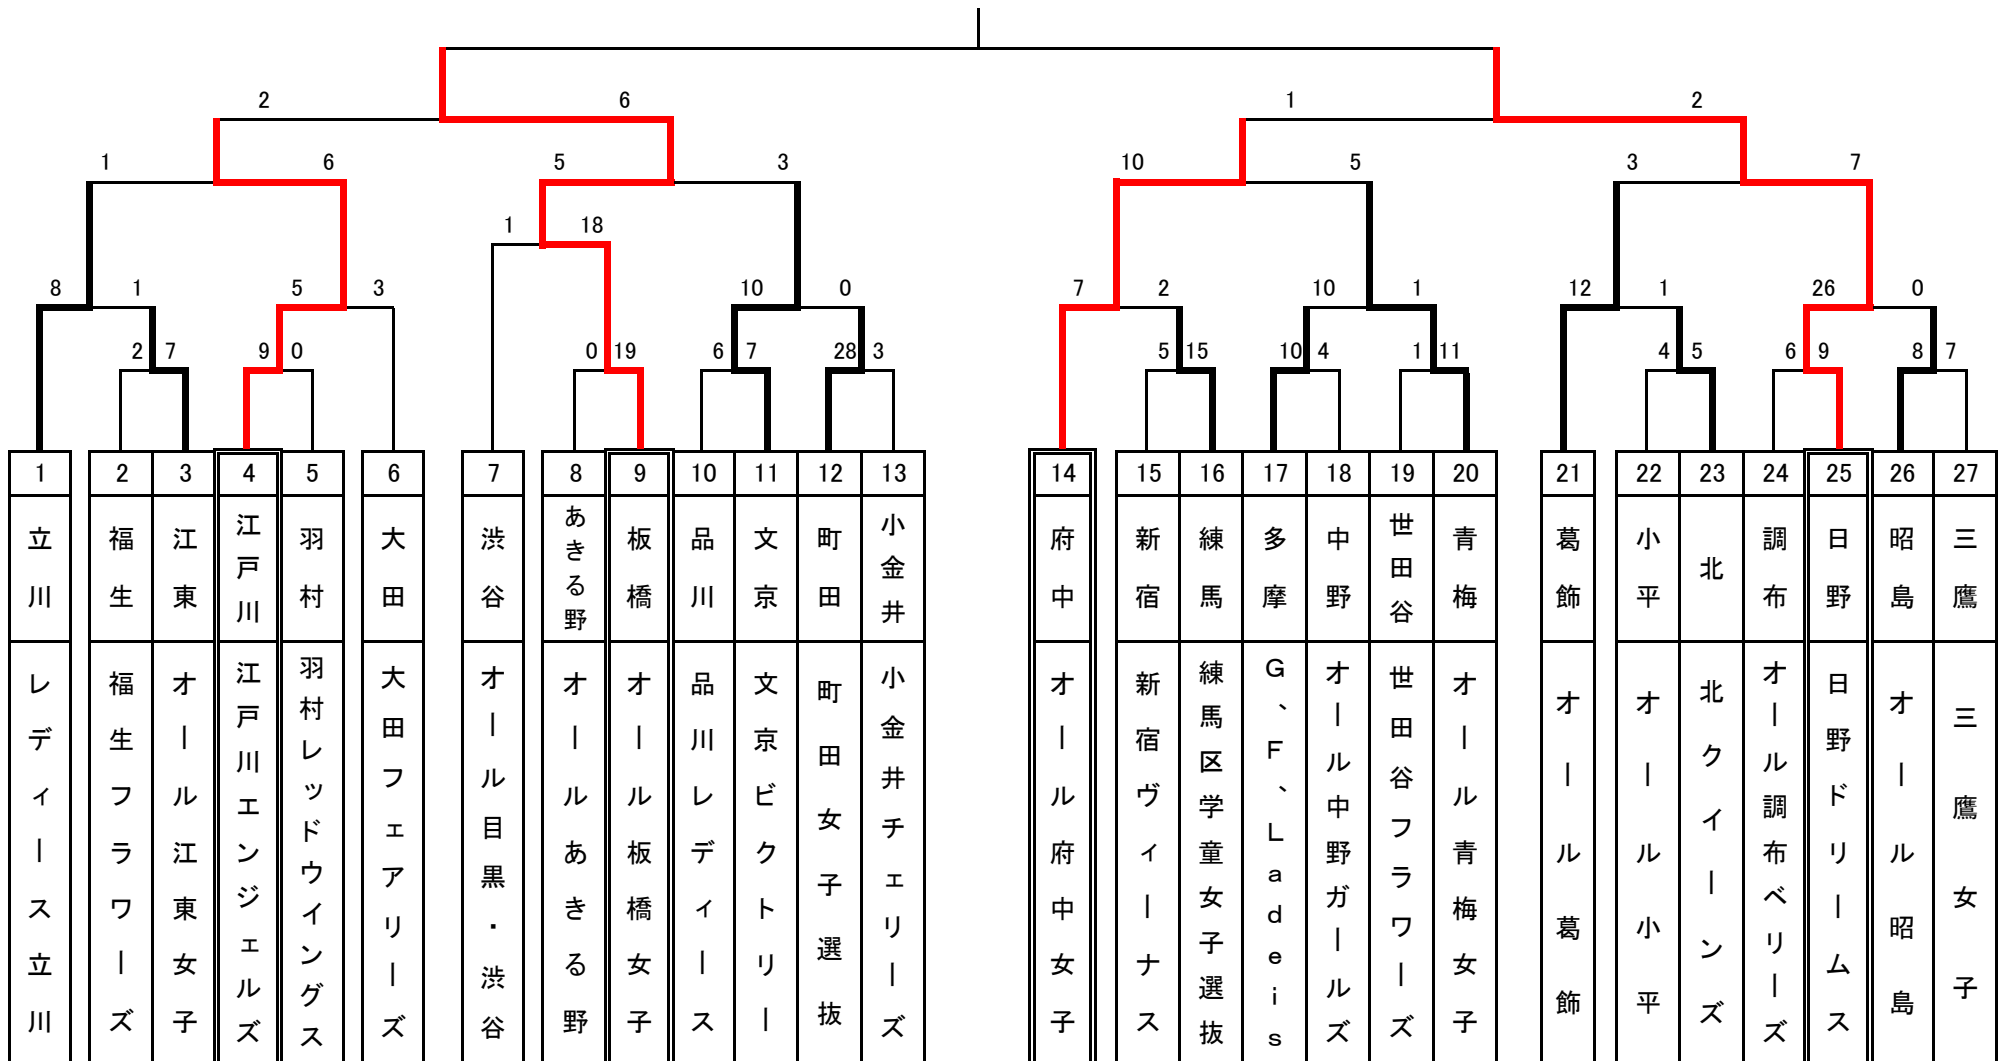 2 6 1 2
1 6 5 3 10 5 3 7
1 18
8 1 5 3 10 0 7 2 10 1 12 1 26 0
2 7 9 0 0 19 6 7 28 3 5 15 10 4 1 11 4 5 6 9 8 7
1 2 3 4 5 6 7 8 9 10 11 12 13 14 15 16 17 18 19 20 21 22 23 24 25 26 27
立川
福生
江東
江戸川
羽村
大田
渋谷
あきる野
板橋
品川
文京
町田
小金井
府中
新宿
練馬
多摩
中野
世田谷
青梅
葛飾
小平
北
調布
日野
昭島
三鷹
レディース立川
福生フラワーズ
オール江東女子
江戸川エンジェルズ
羽村レッドウイングス
大田フェアリーズ
オール目黒・渋谷
オールあきる野
オール板橋女子
品川レディース
文京ビクトリー
町田女子選抜
小金井チェリーズ
オール府中女子
新宿ヴィーナス
練馬区学童女子選抜
G、F、Ladeis
オール中野ガールズ
世田谷フラワーズ
オール青梅女子
オール葛飾
オール小平
北クイーンズ
オール調布ベリーズ
日野ドリームス
オール昭島
三鷹女子